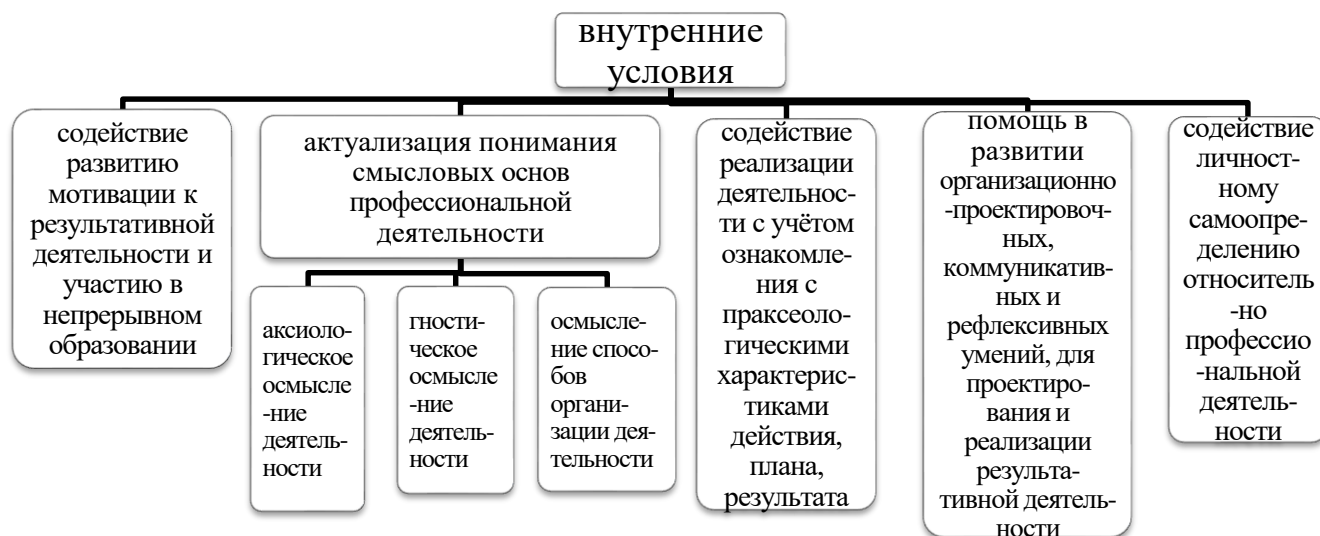 внутренние
условия
содействие
развитию
мотивации к
результативной
деятельности и
участию в
непрерывном
образовании
актуализация понимания
смысловых основ
профессиональной
деятельности
аксиоло-
гическое
осмысле
-ние
деятель-
ности
гности-
ческое
осмысле
-ние
деятель-
ности
осмысле-
ние спосо-
бов
органи-
зации дея-
тельности
содействие
реализации
деятельнос-
ти с учётом
ознакомле-
ния с
праксеоло-
гическими
характерис-
тиками
действия,
плана,
результата
помощь в
развитии
организационно
-проектировоч-
ных,
коммуникатив-
ных и
рефлексивных
умений, для
проектиро-
вания и
реализации
результа-
тивной деятель-
ности
содействие
личност-
ному
самоопре-
делению
относитель
-но
профессио
-нальной
деятель-
ности